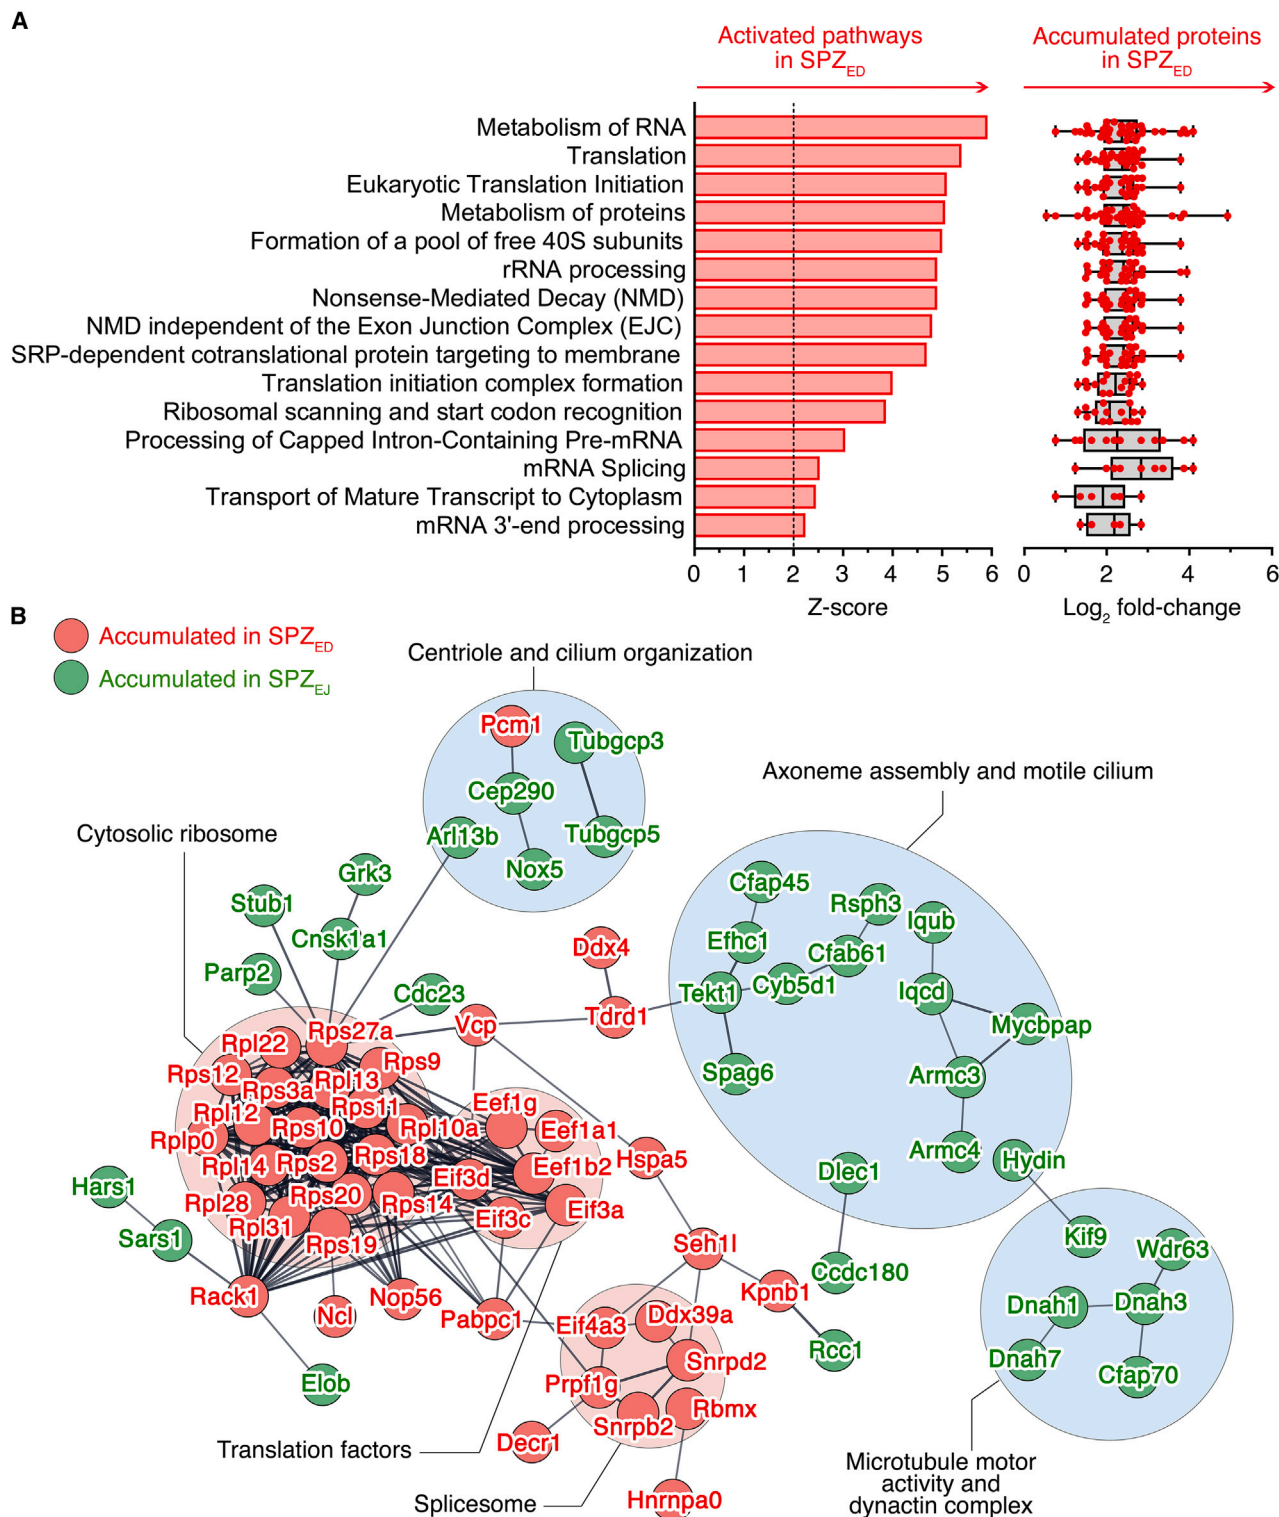 A
Activated pathways
in SPZED
Accumulated proteins
in SPZED
Metabolism of RNA
Translation
Eukaryotic Translation Initiation
Metabolism of proteins
Formation of a pool of free 40S subunits
rRNA processing
Nonsense-Mediated Decay (NMD)
NMD independent of the Exon Junction Complex (EJC)
SRP-dependent cotranslational protein targeting to membrane
Translation initiation complex formation
Ribosomal scanning and start codon recognition
Processing of Capped Intron-Containing Pre-mRNA
mRNA Splicing
Transport of Mature Transcript to Cytoplasm
mRNA 3'-end processing
0 1 2 3 4 5 6
Z-score
0 2 4 6
Log2 fold-change
B
Accumulated in SPZED
Accumulated in SPZEJ
Centriole and cilium organization
Pcm1
Tubgcp3
Cep290
Arl13b
Tubgcp5
Nox5
Axoneme assembly and motile cilium
Cytosolic ribosome
Grk3
Stub1
Cnsk1a1
Parp2
Cdc23
Ddx4
Tdrd1
Vcp
Cfap45
Rsph3
Iqub
Efhc1
Cfab61
Tekt1
Cyb5d1
Iqcd
Mycbpap
Spag6
Armc3
Armc4
Hydin
Dlec1
Ccdc180
Rps27a
Rpl22
Rps9
Rps12
Rps3a
Rpl13
Rps11
Rpl12
Rps10
Rpl10a
Rplp0
Rpl14
Rps2
Rps18
Rpl28
Rps20
Rps14
Rpl31
Rps19
Eef1g
Eef1a1
Eef1b2
Eif3d
Eif3a
Eif3c
Hspa5
Hars1
Sars1
Rack1
Ncl
Nop56
Pabpc1
Elob
Seh1l
Kpnb1
Rcc1
Eif4a3
Ddx39a
Snrpd2
Prpf1g
Snrpb2
Rbmx
Decr1
Hnrnpa0
Kif9
Wdr63
Dnah1
Dnah3
Dnah7
Cfap70
Translation factors
Splicesome
Microtubule motor
activity and
dynactin complex